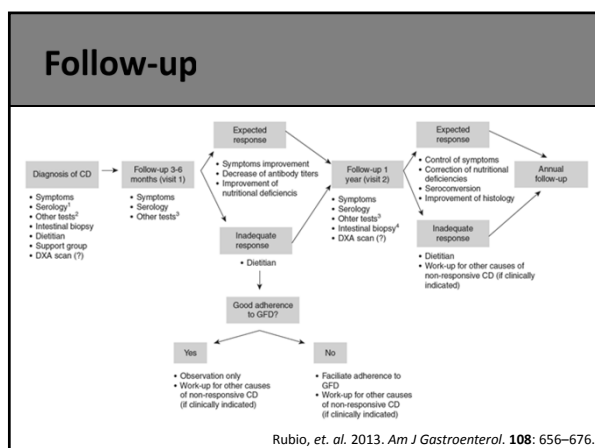 Follow-up
Diagnosis of CD
• Symptoms
• Serology1
• Other tests2
• Intestinal biopsy
• Dietitian
• Support group
• DXA scan (?)
Follow-up 3-6
months (visit 1)
• Symptoms
• Serology
• Other tests3
Expected
response
• Symptoms improvement
• Decrease of antibody titers
• Improvement of
nutritional deficiencis
Inadequate
response
• Dietitian
Good adherence
to GFD?
Yes
• Observation only
• Work-up for other causes
of non-responsive CD
(if clinically indicated)
No
• Faciliate adherence to
GFD
• Work-up for other causes
of non-responsive CD
(if clinically indicated)
Follow-up 1
year (visit 2)
• Symptoms
• Serology
• Ohter tests3
• Intestinal biopsy4
• DXA scan (?)
Expected
response
• Control of symptoms
• Correction of nutritional
deficiencies
• Seroconversion
• Improvement of histology
Inadequate
response
• Dietitian
• Work-up for other causes of
non-responsive CD (if clinically
indicated)
Annual
follow-up
Rubio, et. al. 2013. Am J Gastroenterol. 108: 656–676.